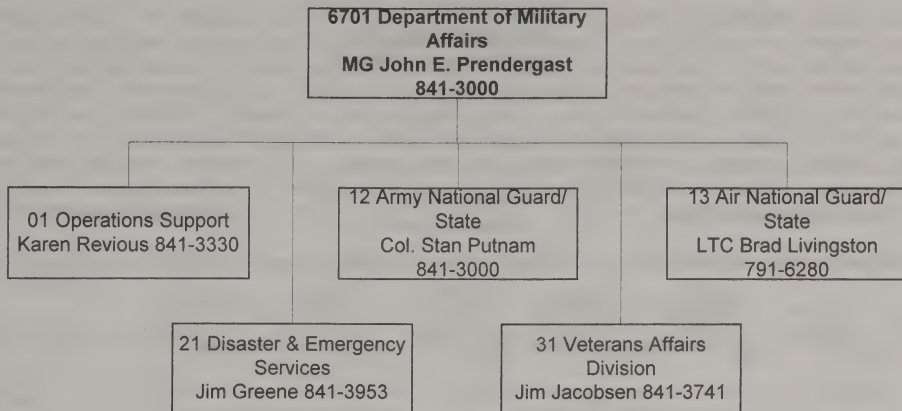 6701 Department of Military
Affairs
MG John E. Prendergast
841-3000
01 Operations Support
Karen Revious 841-3330
12 Army National Guard/
State
Col. Stan Putnam
841-3000
13 Air National Guard/
State
LTC Brad Livingston
791-6280
21 Disaster & Emergency
Services
Jim Greene 841-3953
31 Veterans Affairs
Division
Jim Jacobsen 841-3741